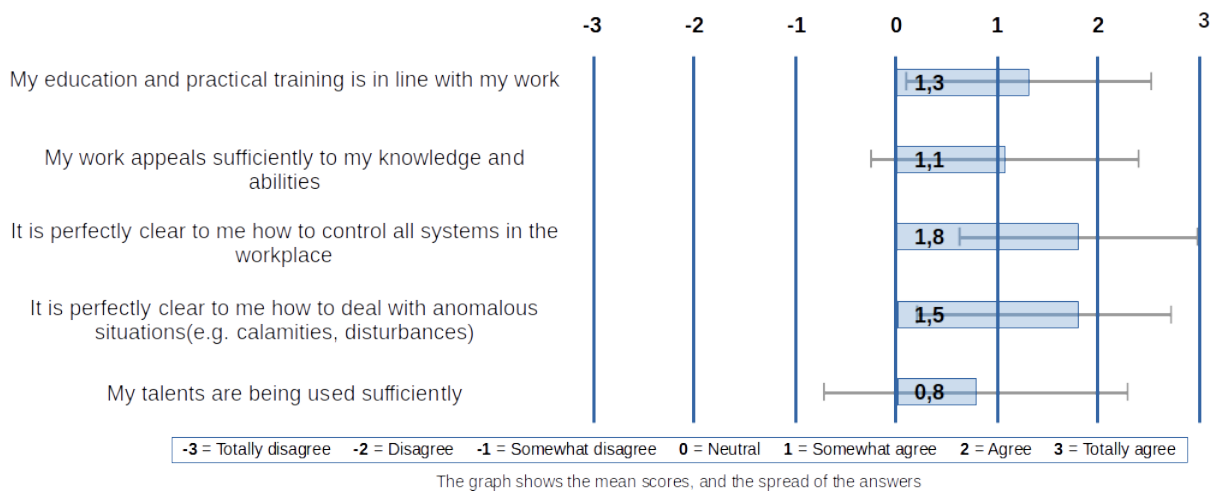 -3 -2 -1 0 1 2 3
My education and practical training is in line with my work
1,3
My work appeals sufficiently to my knowledge and
abilities
1,1
It is perfectly clear to me how to control all systems in the
workplace
1,8
It is perfectly clear to me how to deal with anomalous
situations(e.g. calamities, disturbances)
1,5
My talents are being used sufficiently
0,8
-3 = Totally disagree -2 = Disagree -1 = Somewhat disagree 0 = Neutral 1 = Somewhat agree 2 = Agree 3 = Totally agree
The graph shows the mean scores, and the spread of the answers